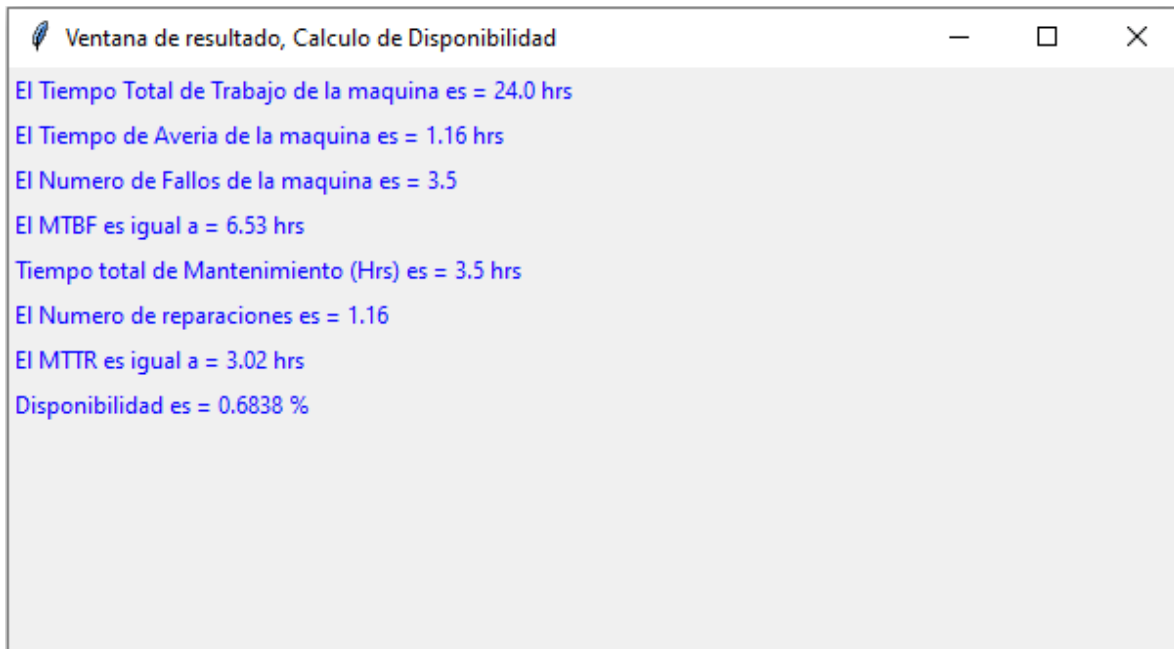 Ventana de resultado, Calculo de Disponibilidad
El Tiempo Total de Trabajo de la maquina es = 24.0 hrs
El Tiempo de Averia de la maquina es = 1.16 hrs
El Numero de Fallos de la maquina es = 3.5
El MTBF es igual a = 6.53 hrs
Tiempo total de Mantenimiento (Hrs) es = 3.5 hrs
El Numero de reparaciones es = 1.16
El MTTR es igual a = 3.02 hrs
Disponibilidad es = 0.6838 %